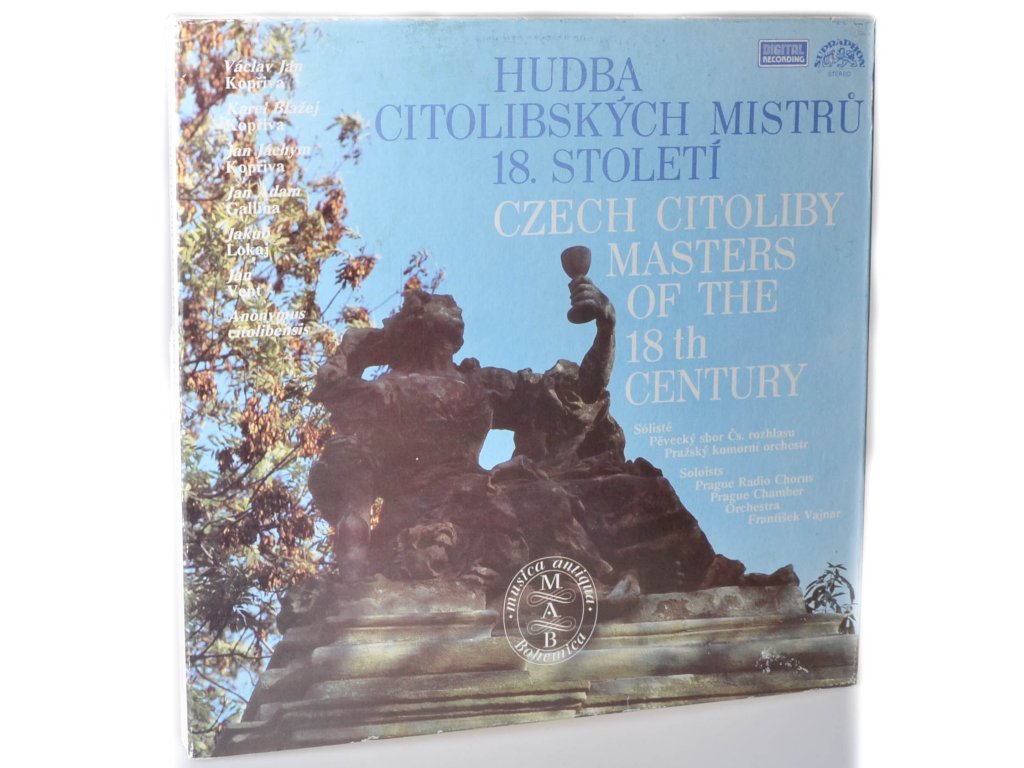 Václav Jan
Kopřiva
Karel Blažej
Kopřiva
Jan Jáchym
Kopřiva
Jan Adam
Gallina
Jakub
Lokaj
Jan
Vent
Anonymus
citolibensis
DIGITAL
RECORDING
SUPRAPHON
STEREO
HUDBA
CITOLIBSKÝCH MISTRŮ
18. STOLETÍ
CZECH CITOLIBY
MASTERS
OF THE
18 th
CENTURY
Sólisté
Pěvecký sbor Čs. rozhlasu
Pražský komorní orchestr
Soloists
Prague Radio Chorus
Prague Chamber
Orchestra
František Vajnar
musica antiqua
M
A
B
Bohemica